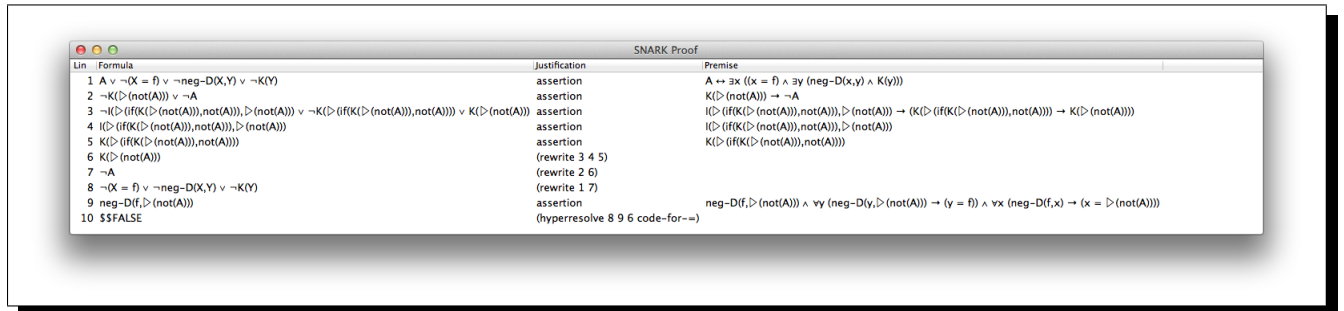 SNARK Proof
Lin Formula Justification Premise
1 A ∨ ¬(X = f) ∨ ¬neg-D(X,Y) ∨ ¬K(Y) assertion A ↔ ∃x ((x = f) ∧ ∃y (neg-D(x,y) ∧ K(y)))
2 ¬K(▷(not(A))) ∨ ¬A assertion K(▷(not(A))) → ¬A
3 ¬I(▷(if(K(▷(not(A))),not(A))),▷(not(A))) ∨ ¬K(▷(if(K(▷(not(A))),not(A)))) ∨ K(▷(not(A))) assertion I(▷(if(K(▷(not(A))),not(A))),▷(not(A))) → (K(▷(if(K(▷(not(A))),not(A)))) → K(▷(not(A))))
4 I(▷(if(K(▷(not(A))),not(A))),▷(not(A))) assertion I(▷(if(K(▷(not(A))),not(A))),▷(not(A)))
5 K(▷(if(K(▷(not(A))),not(A)))) assertion K(▷(if(K(▷(not(A))),not(A))))
6 K(▷(not(A))) (rewrite 3 4 5)
7 ¬A (rewrite 2 6)
8 ¬(X = f) ∨ ¬neg-D(X,Y) ∨ ¬K(Y) (rewrite 1 7)
9 neg-D(f,▷(not(A))) assertion neg-D(f,▷(not(A))) ∧ ∀y (neg-D(y,▷(not(A))) → (y = f)) ∧ ∀x (neg-D(f,x) → (x = ▷(not(A))))
10 $$FALSE (hyperresolve 8 9 6 code-for-=)